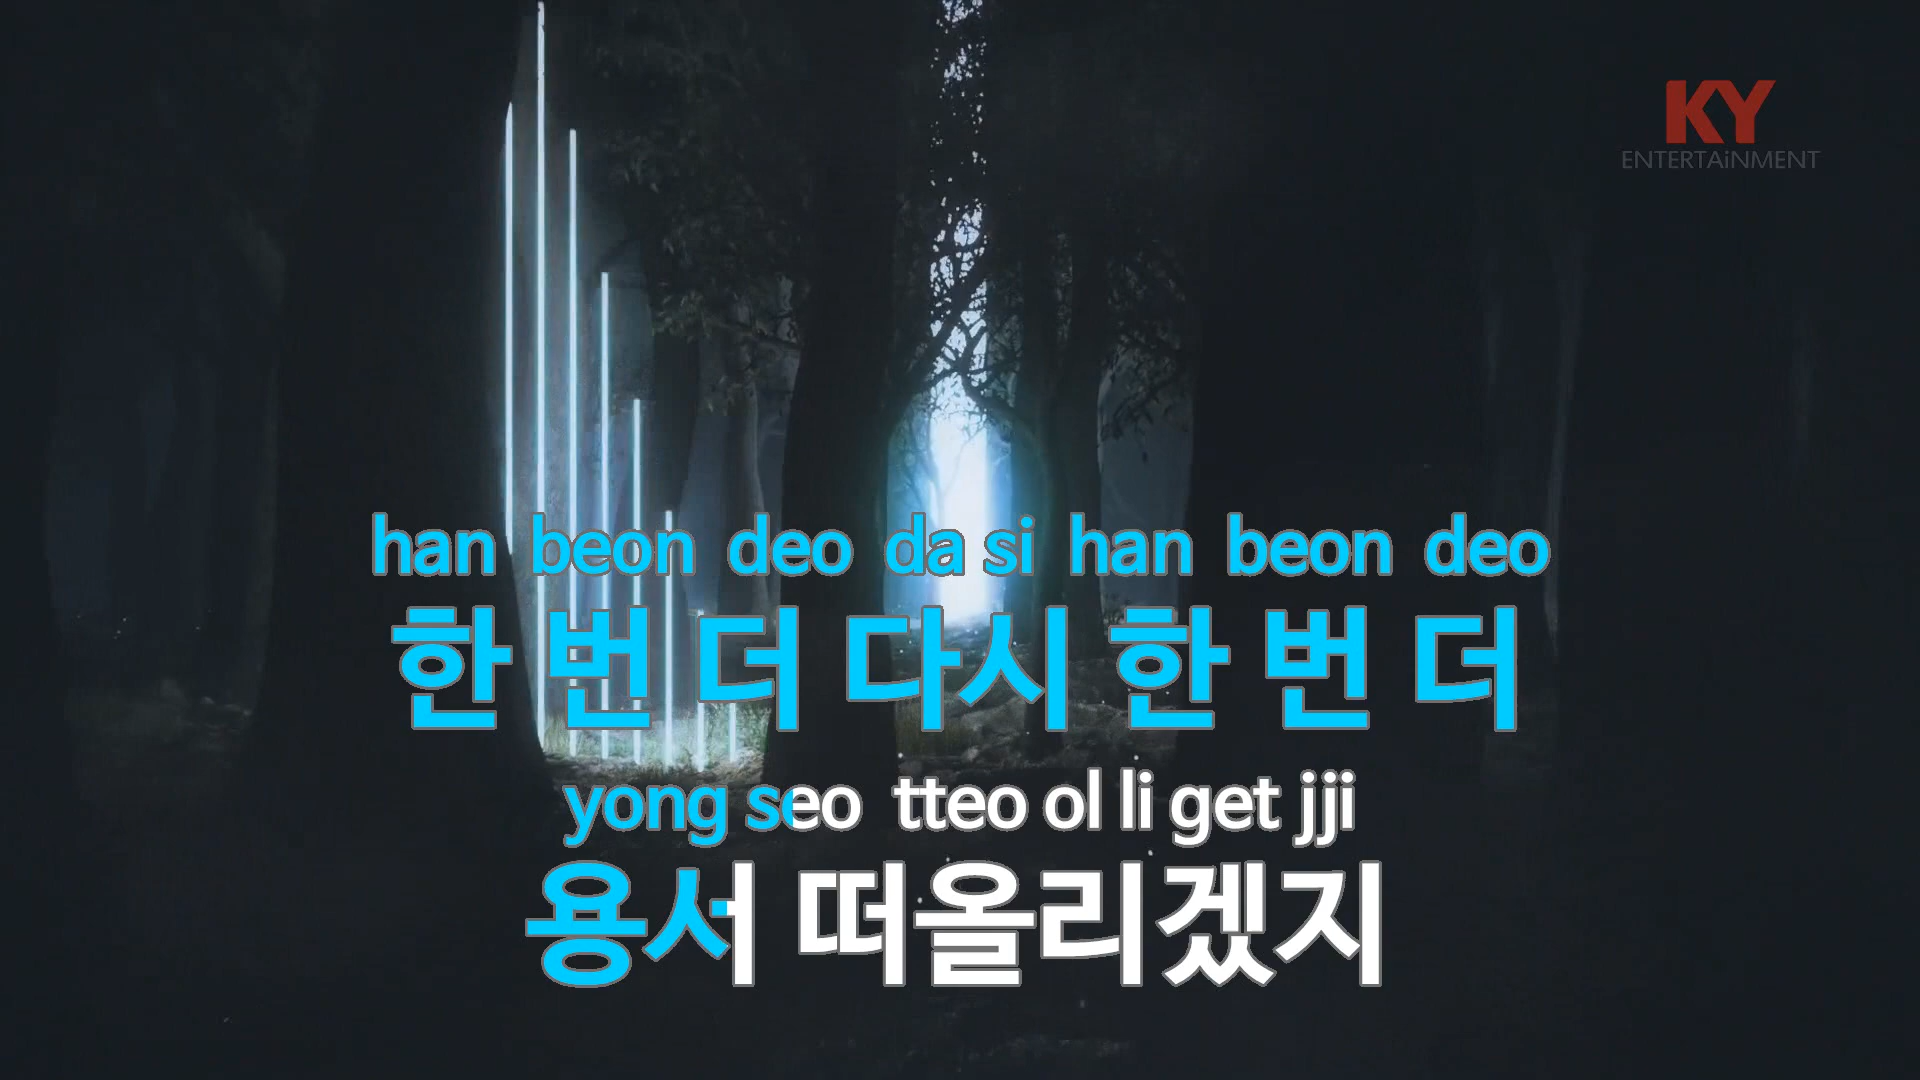 KY
ENTERTAiNMENT
han beon deo da si han beon deo
한 번 더 다시 한 번 더
yong seo tteo ol li get jji
용서 떠올리겠지